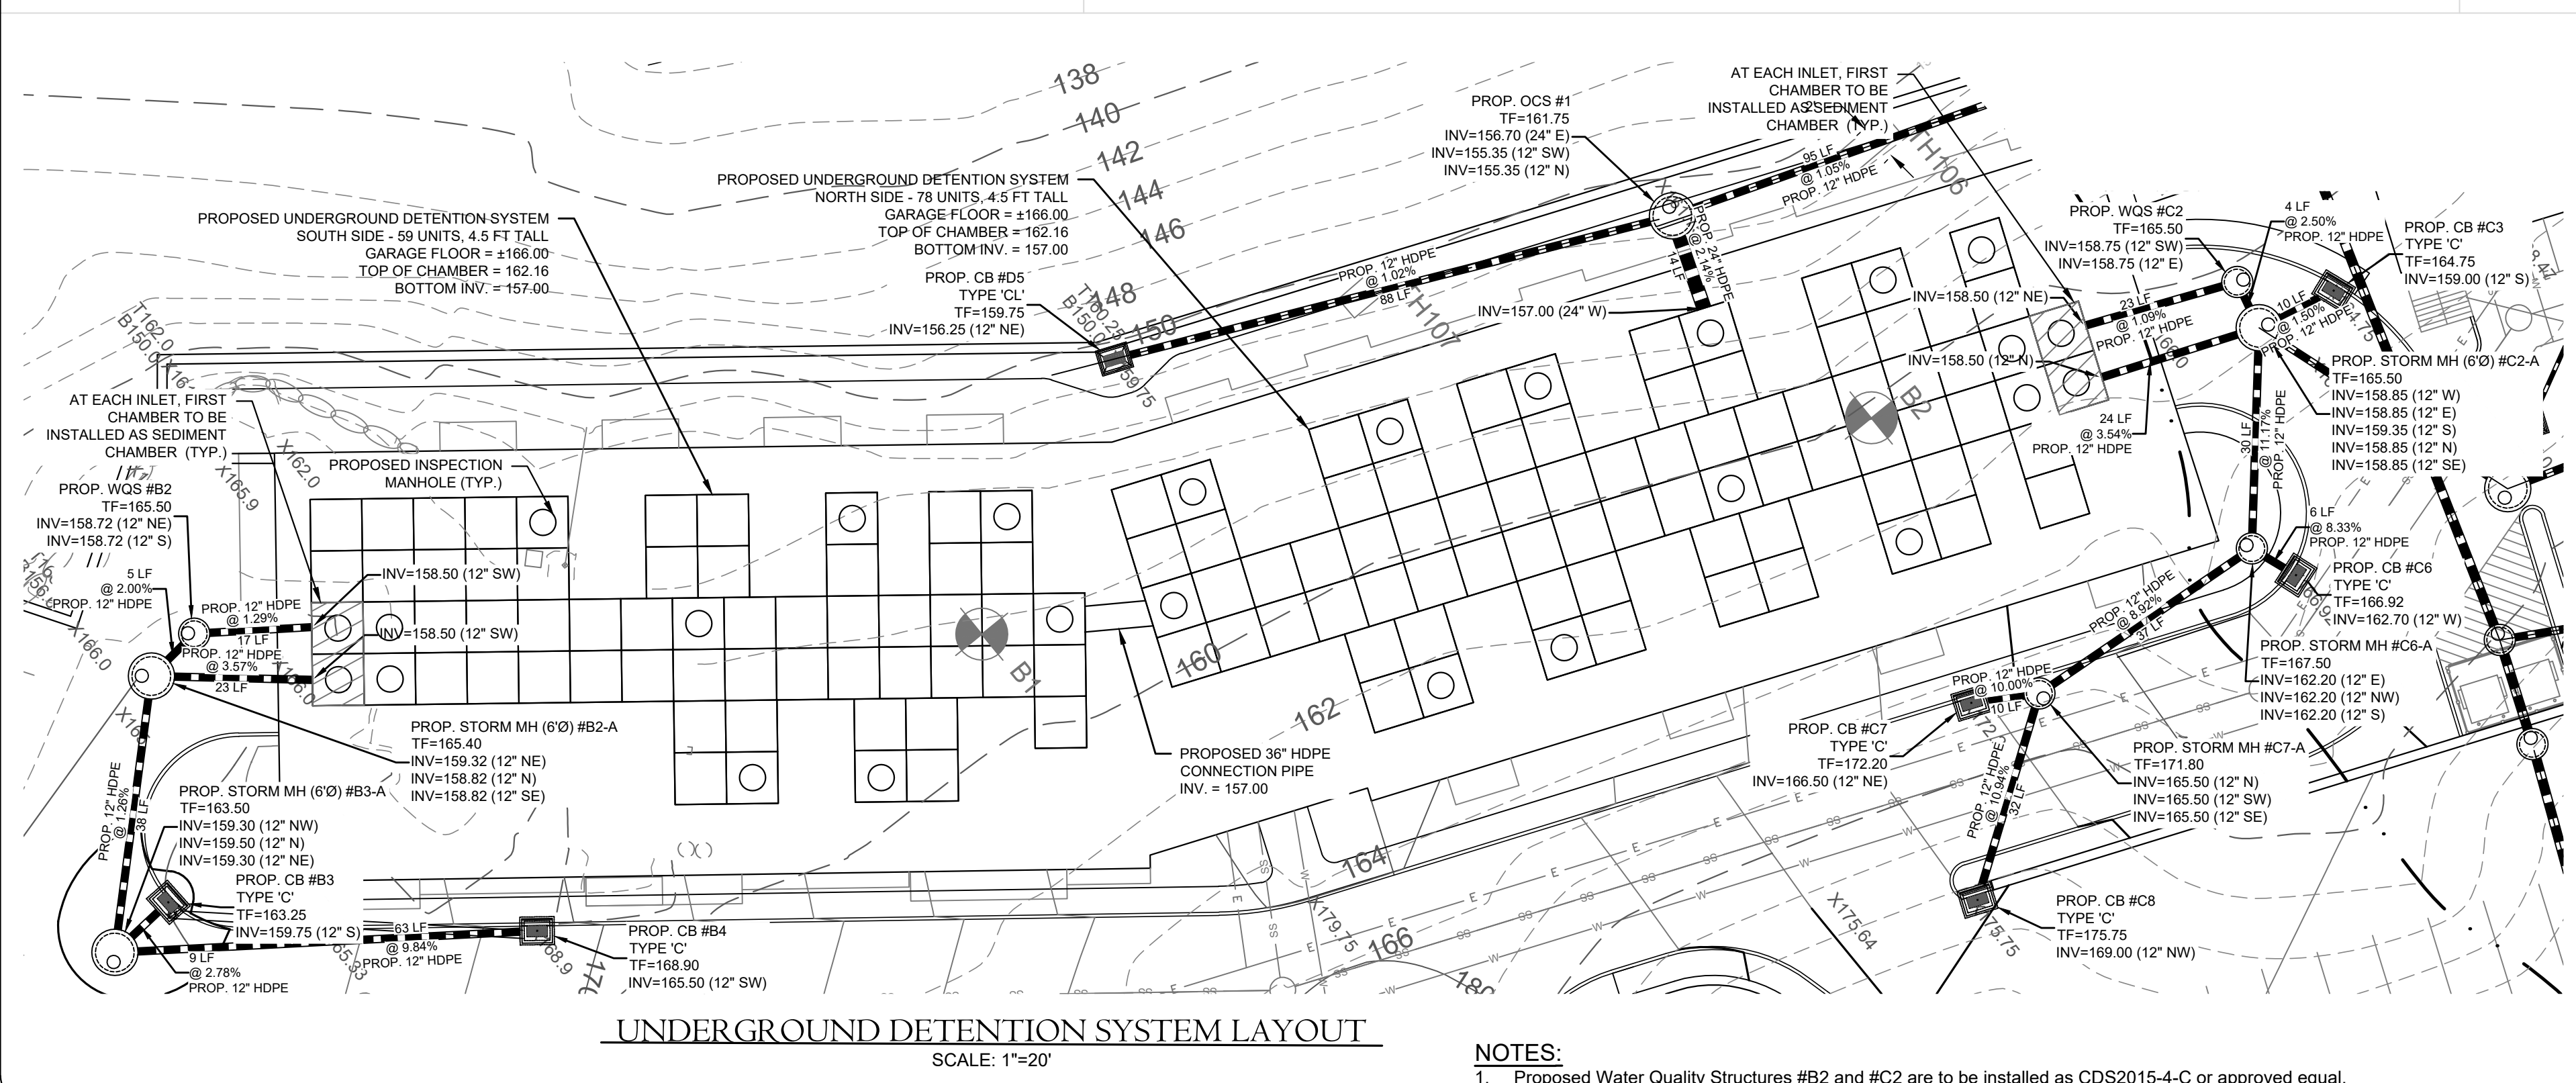 138
140
142
144
146
148
150
AT EACH INLET, FIRST
CHAMBER TO BE
INSTALLED AS SEDIMENT
CHAMBER (TYP.)
2'
PROP. OCS #1
TF=161.75
INV=156.70 (24" E)
INV=155.35 (12" SW)
INV=155.35 (12" N)
95 LF
@ 1.05%
PROP. 12" HDPE
TH106
PROPOSED UNDERGROUND DETENTION SYSTEM
NORTH SIDE - 78 UNITS, 4.5 FT TALL
GARAGE FLOOR = ±166.00
TOP OF CHAMBER = 162.16
BOTTOM INV. = 157.00
PROPOSED UNDERGROUND DETENTION SYSTEM
SOUTH SIDE - 59 UNITS, 4.5 FT TALL
GARAGE FLOOR = ±166.00
TOP OF CHAMBER = 162.16
BOTTOM INV. = 157.00
PROP. CB #D5
TYPE 'CL'
TF=159.75
INV=156.25 (12" NE)
T160.25
B150.0
PROP. 12" HDPE
@ 1.02%
88 LF
TH107
PROP. 24" HDPE
@ 2.14%
14 LF
INV=157.00 (24" W)
PROP. WQS #C2
TF=165.50
INV=158.75 (12" SW)
INV=158.75 (12" E)
4 LF
@ 2.50%
PROP. 12" HDPE
PROP. CB #C3
TYPE 'C'
TF=164.75
INV=159.00 (12" S)
INV=158.50 (12" NE)
23 LF
@ 1.09%
PROP. 12" HDPE
10 LF
@ 1.50%
PROP. 12" HDPE
INV=158.50 (12" N)
24 LF
@ 3.54%
PROP. 12" HDPE
PROP. STORM MH (6'Ø) #C2-A
TF=165.50
INV=158.85 (12" W)
INV=158.85 (12" E)
INV=159.35 (12" S)
INV=158.85 (12" N)
INV=158.85 (12" SE)
30 LF
@ 11.17%
PROP. 12" HDPE
T162.0
B150.0
AT EACH INLET, FIRST
CHAMBER TO BE
INSTALLED AS SEDIMENT
CHAMBER (TYP.)
X162.0
X165.9
PROPOSED INSPECTION
MANHOLE (TYP.)
B2
PROP. WQS #B2
TF=165.50
INV=158.72 (12" NE)
INV=158.72 (12" S)
5 LF
@ 2.00%
PROP. 12" HDPE
X166.0
PROP. 12" HDPE
@ 1.29%
17 LF
PROP. 12" HDPE
@ 3.57%
23 LF
INV=158.50 (12" SW)
INV=158.50 (12" SW)
B1
160
162
6 LF
@ 8.33%
PROP. 12" HDPE
PROP. CB #C6
TYPE 'C'
TF=166.92
INV=162.70 (12" W)
PROP. 12" HDPE
@ 8.92%
37 LF
PROP. STORM MH #C6-A
TF=167.50
INV=162.20 (12" E)
INV=162.20 (12" NW)
INV=162.20 (12" S)
PROP. 12" HDPE
@ 10.00%
10 LF
PROP. CB #C7
TYPE 'C'
TF=172.20
INV=166.50 (12" NE)
PROP. STORM MH #C7-A
TF=171.80
INV=165.50 (12" N)
INV=165.50 (12" SW)
INV=165.50 (12" SE)
PROP. 12" HDPE
@ 10.94%
32 LF
PROP. STORM MH (6'Ø) #B2-A
TF=165.40
INV=159.32 (12" NE)
INV=158.82 (12" N)
INV=158.82 (12" SE)
PROPOSED 36" HDPE
CONNECTION PIPE
INV. = 157.00
PROP. 12" HDPE
@ 1.26%
38 LF
PROP. STORM MH (6'Ø) #B3-A
TF=163.50
INV=159.30 (12" NW)
INV=159.50 (12" N)
INV=159.30 (12" NE)
PROP. CB #B3
TYPE 'C'
TF=163.25
INV=159.75 (12" S)
63 LF
@ 9.84%
PROP. 12" HDPE
9 LF
@ 2.78%
PROP. 12" HDPE
PROP. CB #B4
TYPE 'C'
TF=168.90
INV=165.50 (12" SW)
164
166
X179.75
X175.64
PROP. CB #C8
TYPE 'C'
TF=175.75
INV=169.00 (12" NW)
UNDERGROUND DETENTION SYSTEM LAYOUT
SCALE: 1"=20'
NOTES:
1. Proposed Water Quality Structures #B2 and #C2 are to be installed as CDS2015-4-C or approved equal.